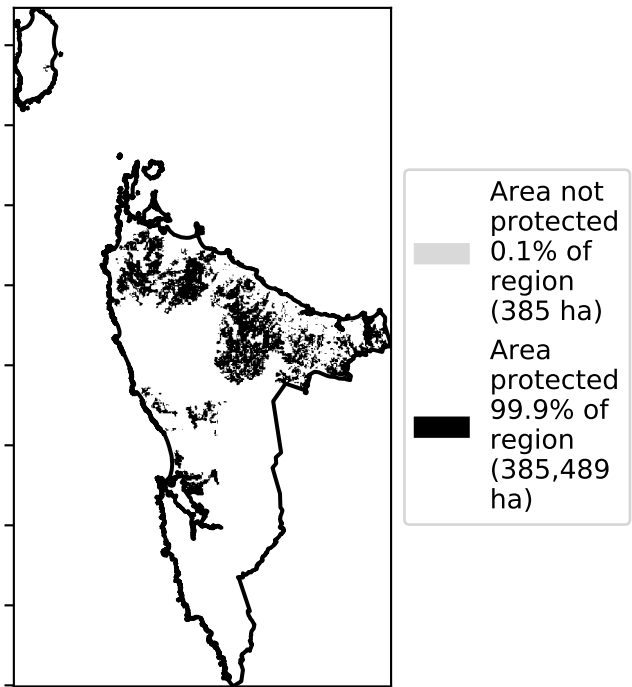 Area not
protected
0.1% of
region
(385 ha)
Area
protected
99.9% of
region
(385,489
ha)